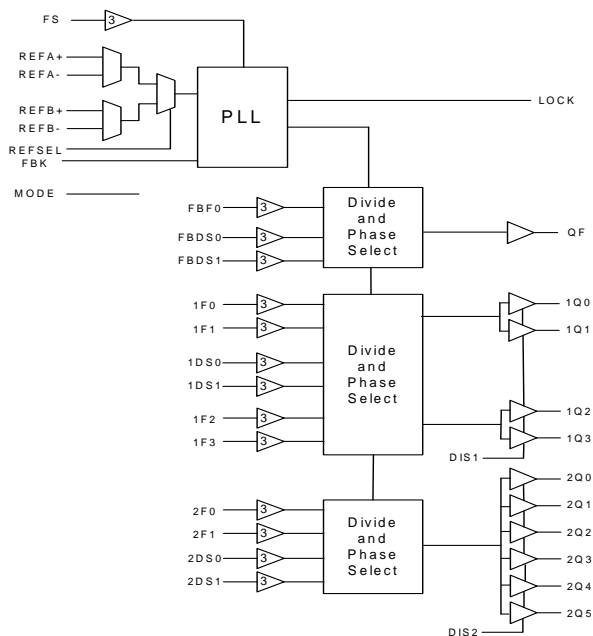 FS
3
REFA+
REFA-
REFB+
REFB-
REFSEL
FBK
PLL
LOCK
MODE
FBF0
3
FBDS0
3
FBDS1
3
Divide
and
Phase
Select
QF
1F0
3
1F1
3
1DS0
3
1DS1
3
1F2
3
1F3
3
Divide
and
Phase
Select
1Q0
1Q1
1Q2
1Q3
DIS1
2F0
3
2F1
3
2DS0
3
2DS1
3
Divide
and
Phase
Select
2Q0
2Q1
2Q2
2Q3
2Q4
2Q5
DIS2